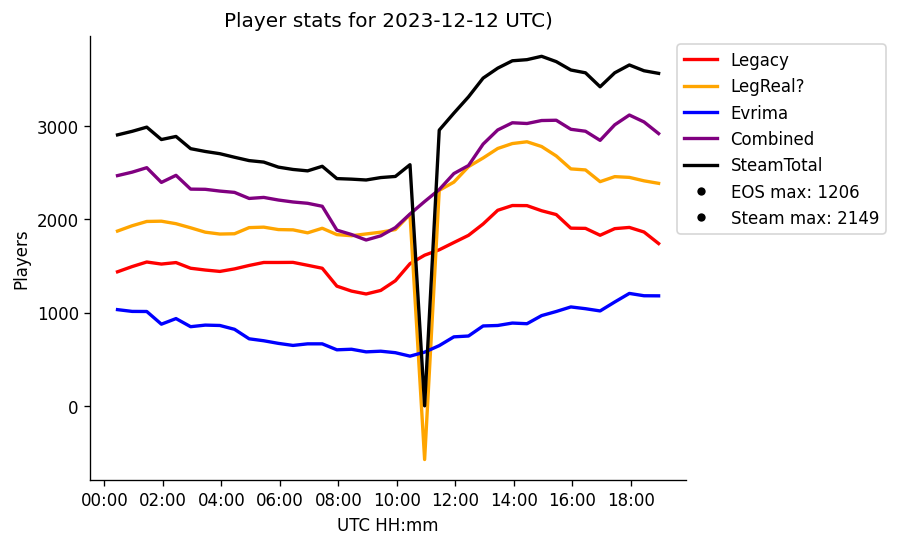 Player stats for 2023-12-12 UTC)
Legacy
LegReal?
Evrima
Combined
SteamTotal
EOS max: 1206
Steam max: 2149
Players
3000
2000
1000
0
00:00 02:00 04:00 06:00 08:00 10:00 12:00 14:00 16:00 18:00
UTC HH:mm